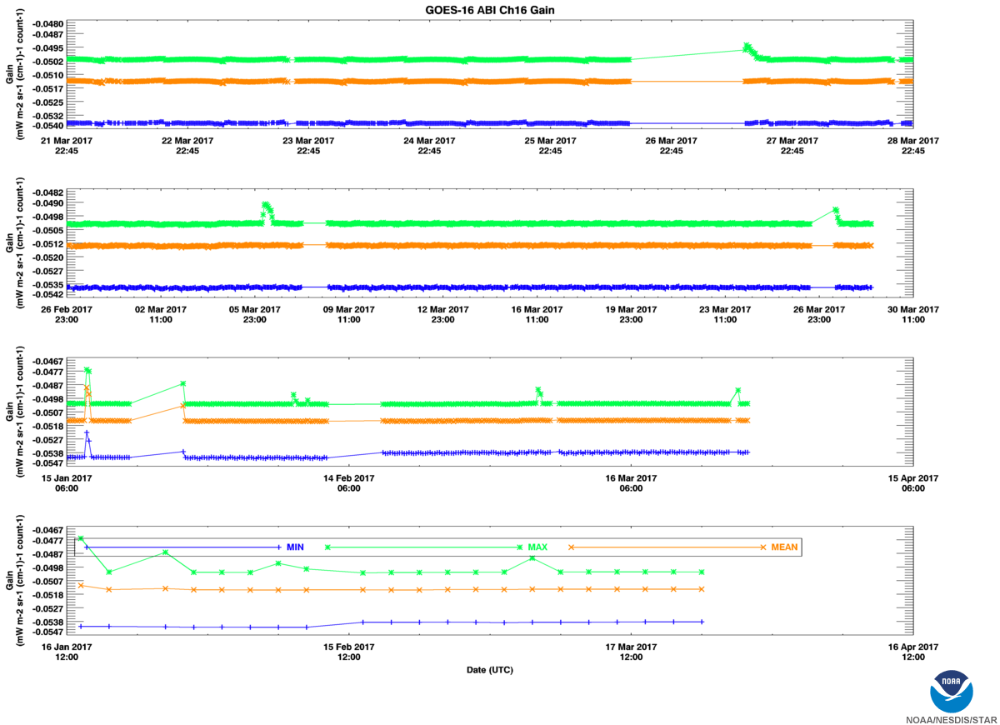 GOES-16 ABI Ch16 Gain
Gain
(mW m-2 sr-1 (cm-1)-1 count-1)
-0.0480
-0.0487
-0.0495
-0.0502
-0.0510
-0.0517
-0.0525
-0.0532
-0.0540
21 Mar 2017 22 Mar 2017 23 Mar 2017 24 Mar 2017 25 Mar 2017 26 Mar 2017 27 Mar 2017 28 Mar 2017
22:45 22:45 22:45 22:45 22:45 22:45 22:45 22:45
Gain
(mW m-2 sr-1 (cm-1)-1 count-1)
-0.0482
-0.0490
-0.0498
-0.0505
-0.0512
-0.0520
-0.0527
-0.0535
-0.0542
26 Feb 2017 02 Mar 2017 05 Mar 2017 09 Mar 2017 12 Mar 2017 16 Mar 2017 19 Mar 2017 23 Mar 2017 26 Mar 2017 30 Mar 2017
23:00 11:00 23:00 11:00 23:00 11:00 23:00 11:00 23:00 11:00
Gain
(mW m-2 sr-1 (cm-1)-1 count-1)
-0.0467
-0.0477
-0.0487
-0.0498
-0.0507
-0.0518
-0.0527
-0.0538
-0.0547
15 Jan 2017 14 Feb 2017 16 Mar 2017 15 Apr 2017
06:00 06:00 06:00 06:00
Gain
(mW m-2 sr-1 (cm-1)-1 count-1)
-0.0467
-0.0477
-0.0487
-0.0498
-0.0507
-0.0518
-0.0527
-0.0538
-0.0547
MIN MAX MEAN
16 Jan 2017 15 Feb 2017 17 Mar 2017 16 Apr 2017
12:00 12:00 12:00 12:00
Date (UTC)
NOAA
NOAA/NESDIS/STAR